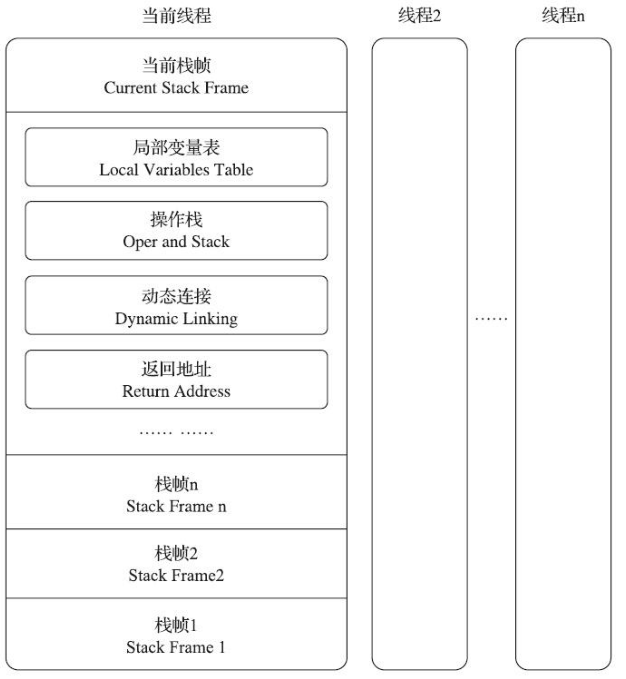 当前线程
线程2
线程n
当前栈帧
Current Stack Frame
局部变量表
Local Variables Table
操作栈
Oper and Stack
动态连接
Dynamic Linking
返回地址
Return Address
…… ……
……
栈帧n
Stack Frame n
栈帧2
Stack Frame2
栈帧1
Stack Frame 1